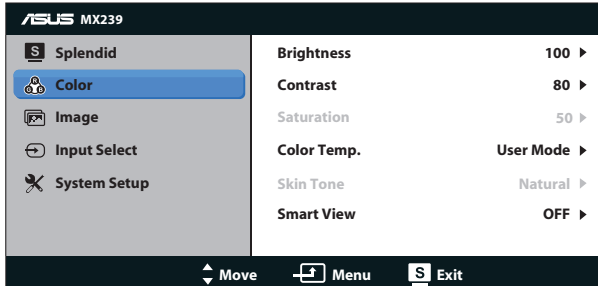 ASUS MX239
S Splendid
Brightness 100
R G B Color
Contrast 80
Image
Saturation 50
Input Select
Color Temp. User Mode
System Setup
Skin Tone Natural
Smart View OFF
Move Menu S Exit